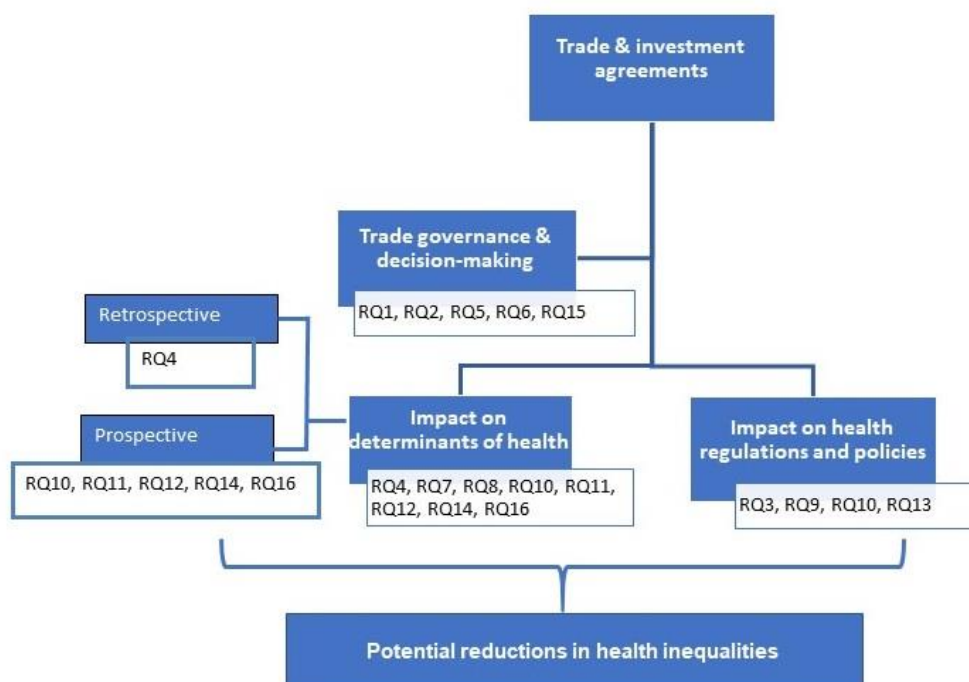 Trade & investment
agreements
Trade governance &
decision-making
RQ1, RQ2, RQ5, RQ6, RQ15
Retrospective
RQ4
Prospective
RQ10, RQ11, RQ12, RQ14, RQ16
Impact on
determinants of health
RQ4, RQ7, RQ8, RQ10, RQ11,
RQ12, RQ14, RQ16
Impact on health
regulations and policies
RQ3, RQ9, RQ10, RQ13
Potential reductions in health inequalities